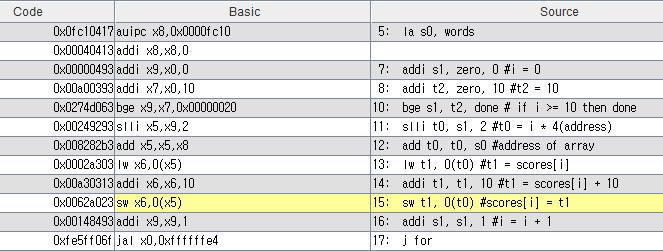 Code Basic Source
0x0fc10417 auipc x8,0x0000fc10 5: la s0, words
0x00040413 addi x8,x8,0
0x00000493 addi x9,x0,0 7: addi s1, zero, 0 #i = 0
0x00a00393 addi x7,x0,10 8: addi t2, zero, 10 #t2 = 10
0x0274d063 bge x9,x7,0x00000020 10: bge s1, t2, done # if i >= 10 then done
0x00249293 slli x5,x9,2 11: slli t0, s1, 2 #t0 = i * 4(address)
0x008282b3 add x5,x5,x8 12: add t0, t0, s0 #address of array
0x0002a303 lw x6,0(x5) 13: lw t1, 0(t0) #t1 = scores[i]
0x00a30313 addi x6,x6,10 14: addi t1, t1, 10 #t1 = scores[i] + 10
0x0062a023 sw x6,0(x5) 15: sw t1, 0(t0) #scores[i] = t1
0x00148493 addi x9,x9,1 16: addi s1, s1, 1 #i = i + 1
0xfe5ff06f jal x0,0xffffffe4 17: j for